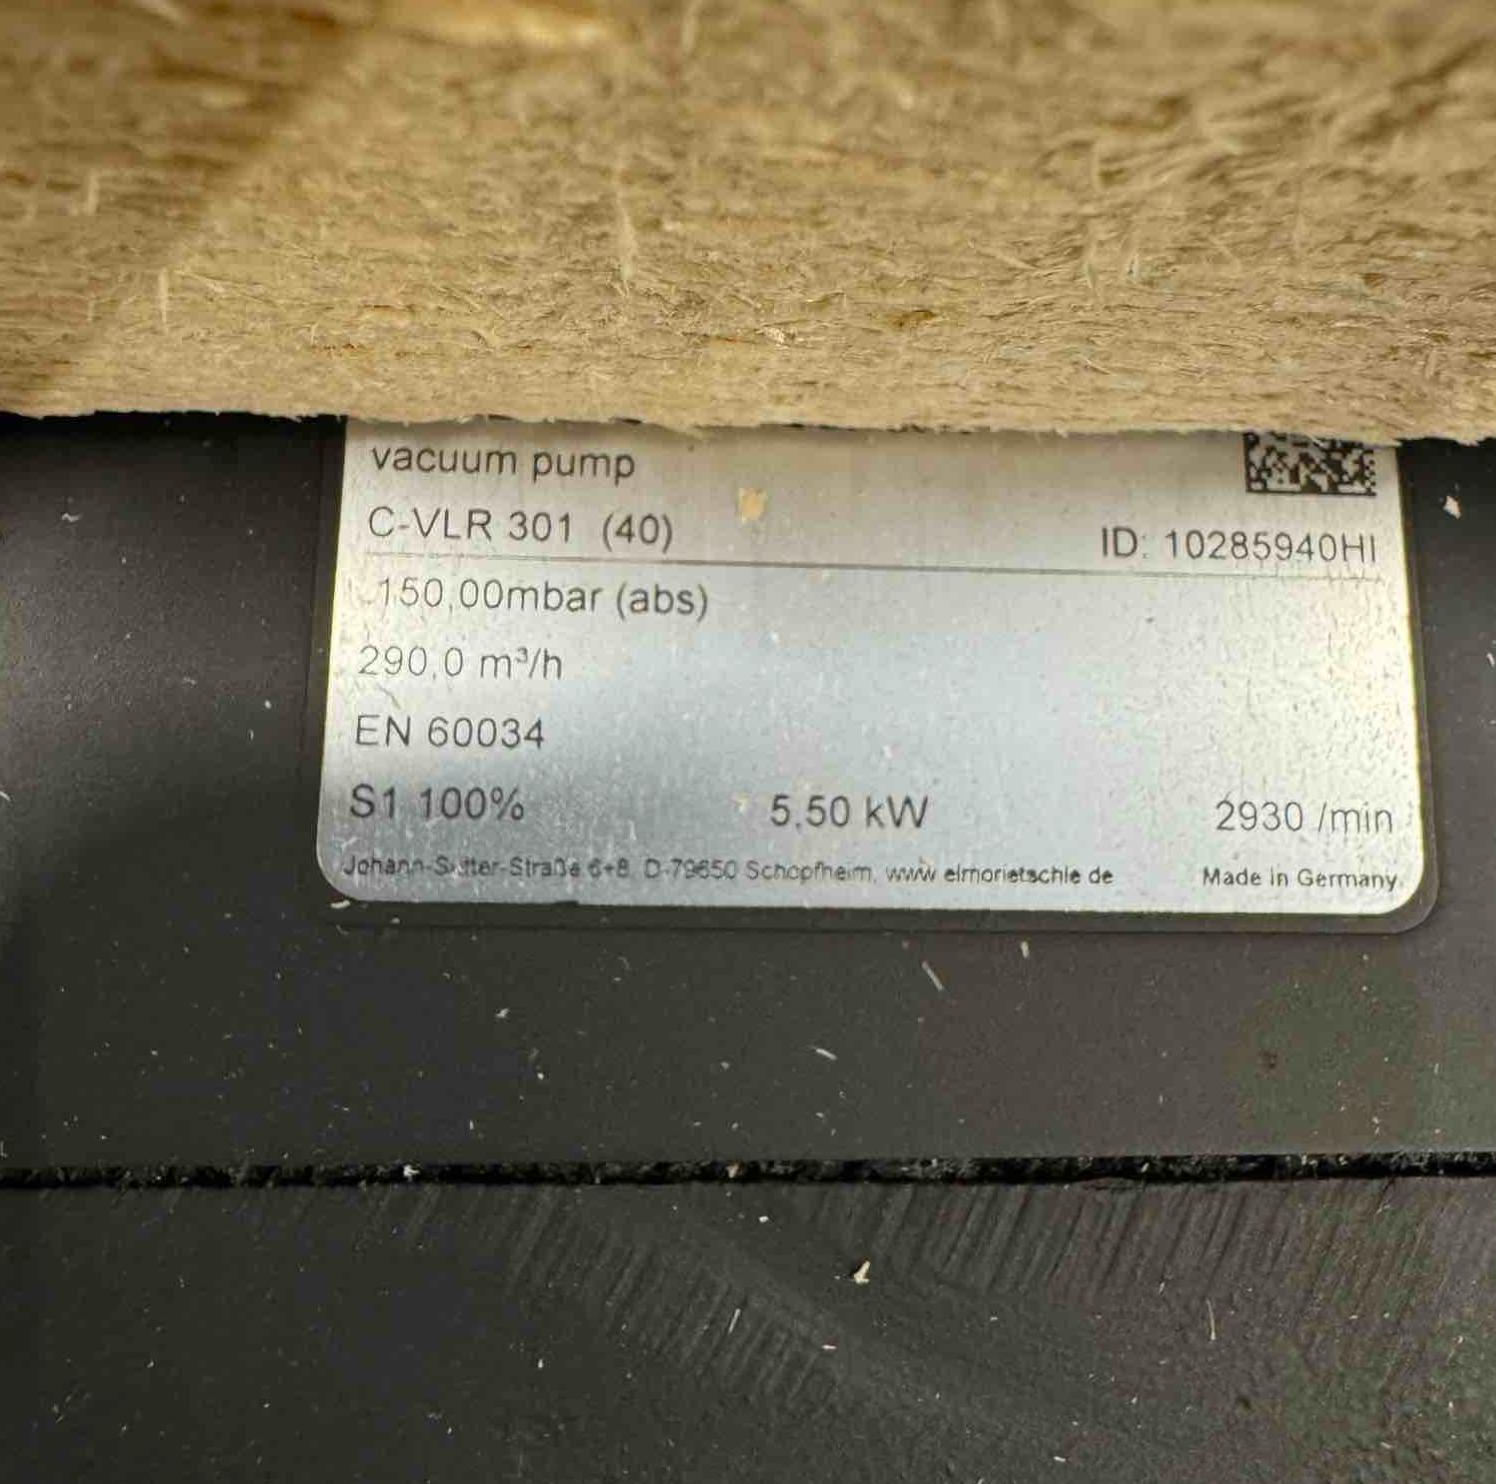 vacuum pump
C-VLR 301 (40)
ID: 10285940HI
150,00mbar (abs)
290,0 m³/h
EN 60034
S1 100% 5,50 kW 2930 /min
Johann-Sutter-Straße 6+8, D-79650 Schopfheim, www.elmorietschle.de Made in Germany